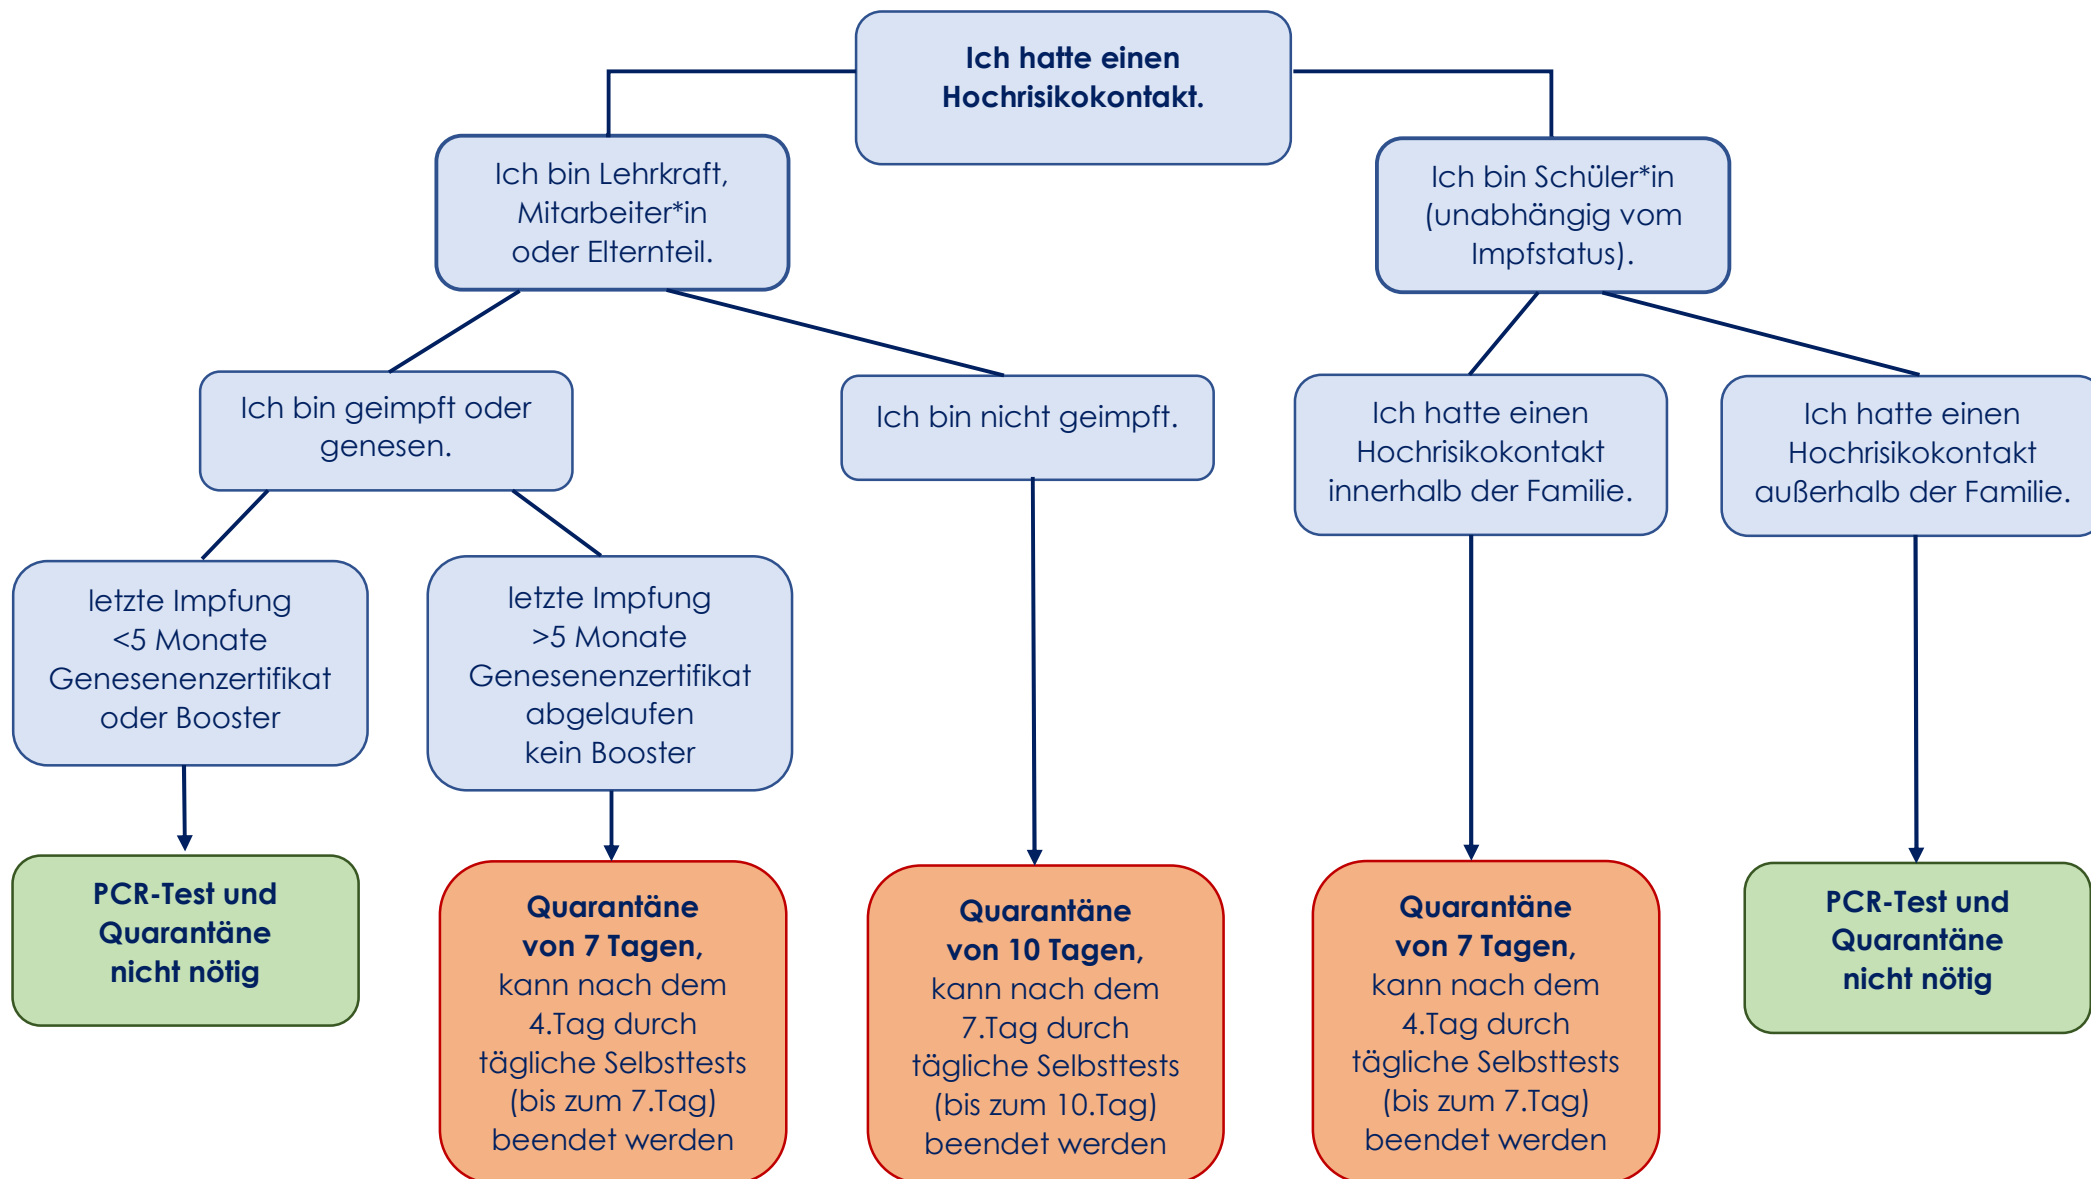 Ich hatte einen
Hochrisikokontakt.
Ich bin Lehrkraft,
Mitarbeiter*in
oder Elternteil.
Ich bin Schüler*in
(unabhängig vom
Impfstatus).
Ich bin geimpft oder
genesen.
Ich bin nicht geimpft.
Ich hatte einen
Hochrisikokontakt
innerhalb der Familie.
Ich hatte einen
Hochrisikokontakt
außerhalb der Familie.
letzte Impfung
<5 Monate
Genesenenzertifikat
oder Booster
letzte Impfung
>5 Monate
Genesenenzertifikat
abgelaufen
kein Booster
PCR-Test und
Quarantäne
nicht nötig
Quarantäne
von 7 Tagen,
kann nach dem
4.Tag durch
tägliche Selbsttests
(bis zum 7.Tag)
beendet werden
Quarantäne
von 10 Tagen,
kann nach dem
7.Tag durch
tägliche Selbsttests
(bis zum 10.Tag)
beendet werden
Quarantäne
von 7 Tagen,
kann nach dem
4.Tag durch
tägliche Selbsttests
(bis zum 7.Tag)
beendet werden
PCR-Test und
Quarantäne
nicht nötig